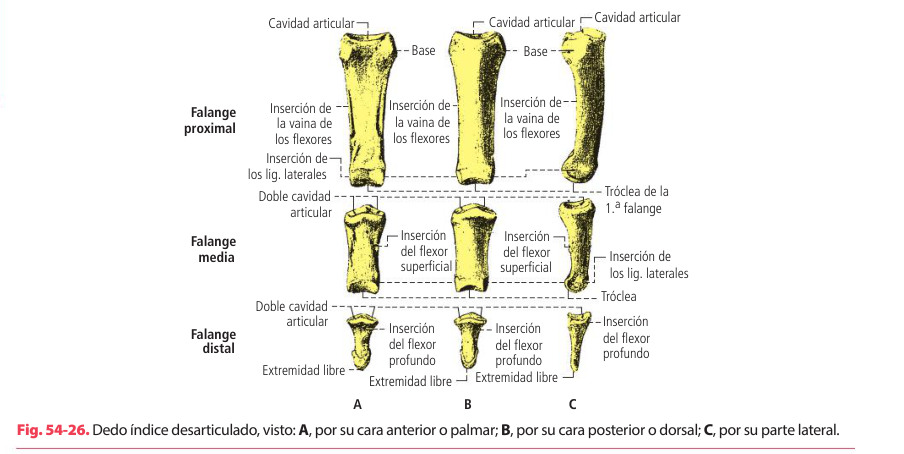 Cavidad articular
Cavidad articular
Cavidad articular
Base
Base
Falange
proximal
Inserción de
la vaina de
los flexores
Inserción de
la vaina de
los flexores
Inserción de
la vaina de
los flexores
Inserción de
los lig. laterales
Tróclea de la
1.ª falange
Doble cavidad
articular
Falange
media
Inserción
del flexor
superficial
Inserción
del flexor
superficial
Inserción de
los lig. laterales
Tróclea
Doble cavidad
articular
Falange
distal
Inserción
del flexor
profundo
Inserción
del flexor
profundo
Inserción
del flexor
profundo
Extremidad libre
Extremidad libre
Extremidad libre
A
B
C
Fig. 54-26. Dedo índice desarticulado, visto: A, por su cara anterior o palmar; B, por su cara posterior o dorsal; C, por su parte lateral.